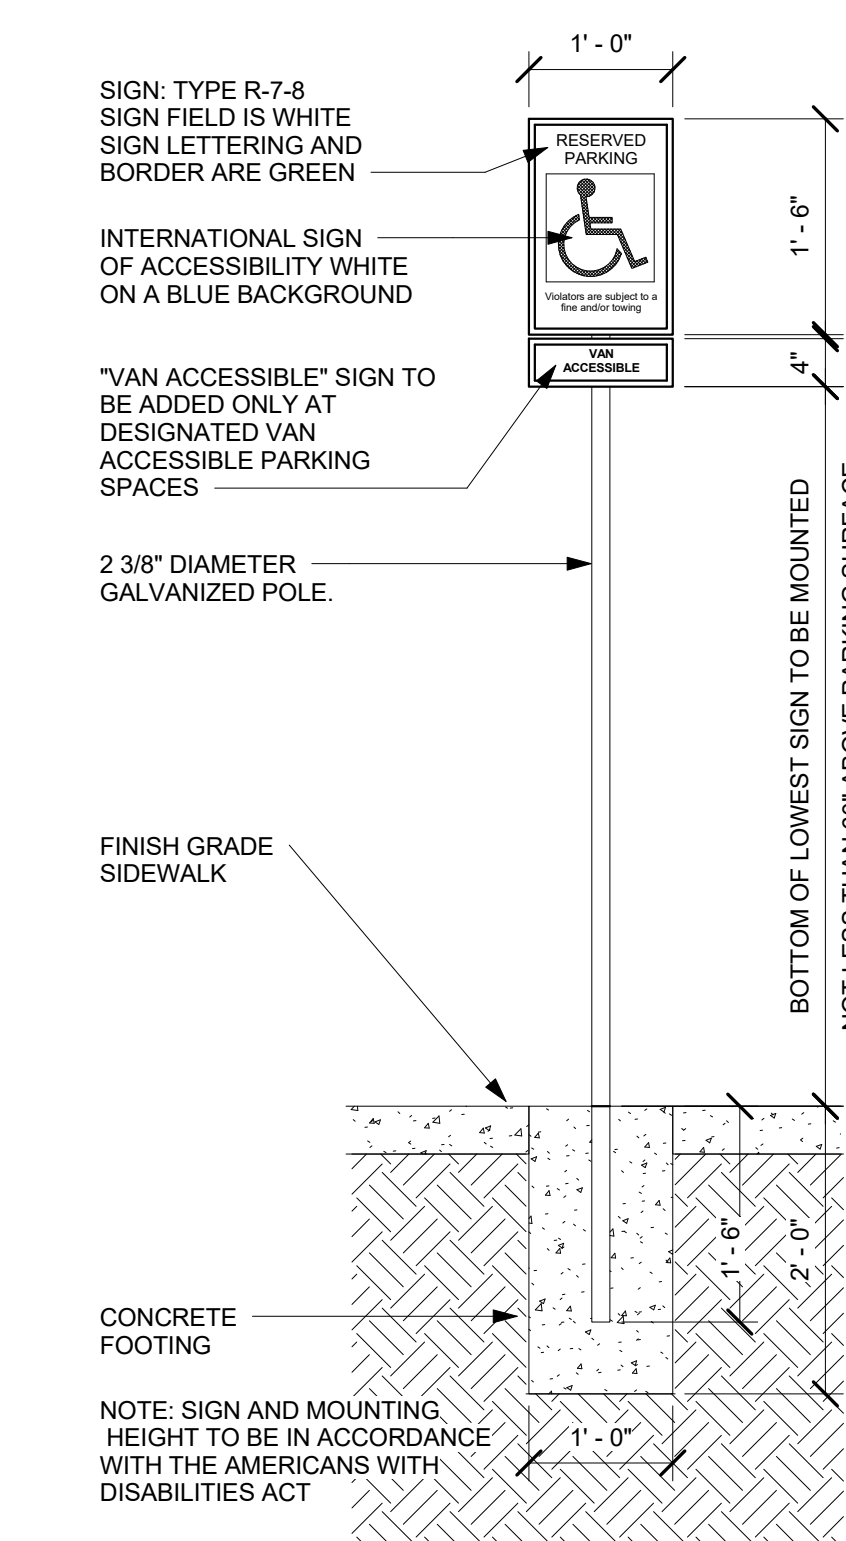 1' - 0"
SIGN: TYPE R-7-8
SIGN FIELD IS WHITE
SIGN LETTERING AND
BORDER ARE GREEN
RESERVED
PARKING
INTERNATIONAL SIGN
OF ACCESSIBILITY WHITE
ON A BLUE BACKGROUND
Violators are subject to a
fine and/or towing
1' - 6"
VAN
ACCESSIBLE
4"
"VAN ACCESSIBLE" SIGN TO
BE ADDED ONLY AT
DESIGNATED VAN
ACCESSIBLE PARKING
SPACES
2 3/8" DIAMETER
GALVANIZED POLE.
BOTTOM OF LOWEST SIGN TO BE MOUNTED
FINISH GRADE
SIDEWALK
1' - 6"
2' - 0"
CONCRETE
FOOTING
NOTE: SIGN AND MOUNTING
HEIGHT TO BE IN ACCORDANCE
WITH THE AMERICANS WITH
DISABILITIES ACT
1' - 0"